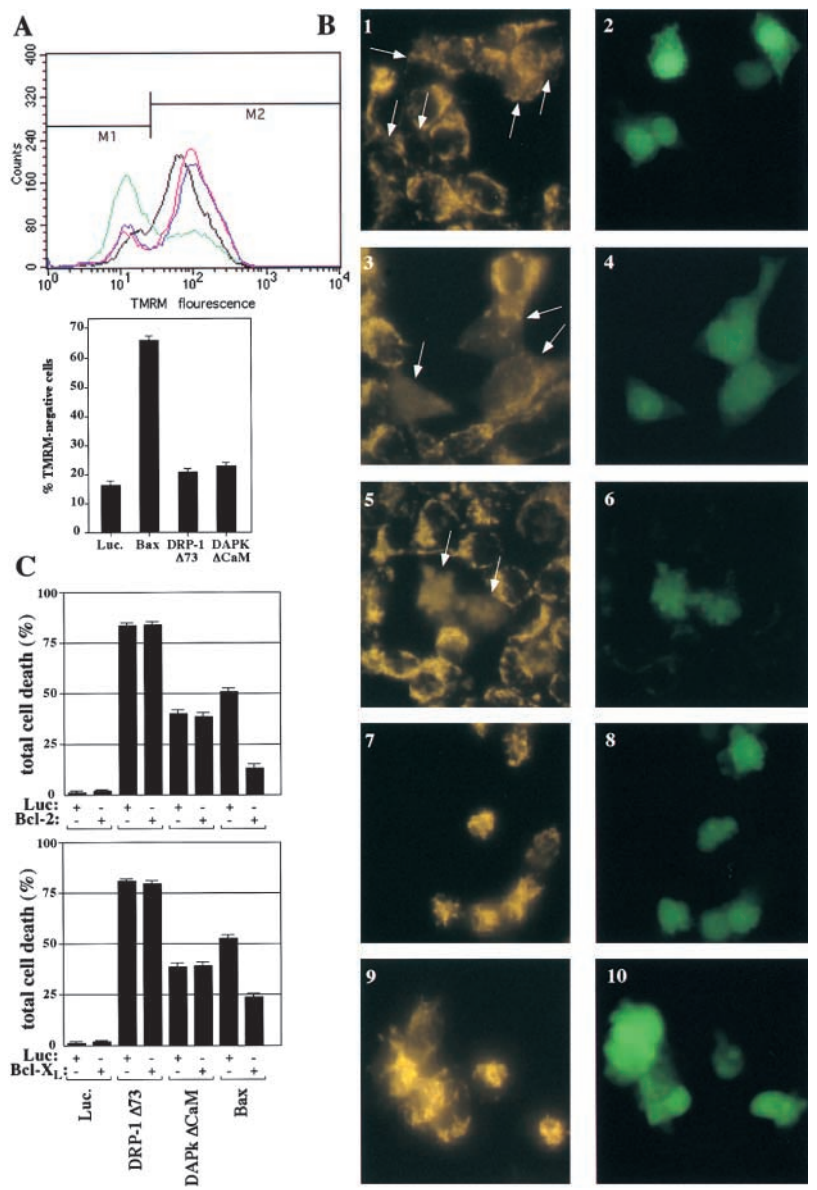 A
400
320
240
160
80
0
Counts
M1
M2
10^0
10^1
10^2
10^3
10^4
TMRM flourescence
70
60
50
40
30
20
10
0
% TMRM-negative cells
Luc. Bax DRP-1 Δ73 DAPK ΔCaM
B
1
2
3
4
5
6
7
8
9
10
C
100
75
50
25
0
total cell death (%)
Luc: + - + - + - + -
Bcl-2: - + - + - + - +
100
75
50
25
0
total cell death (%)
Luc: + - + - + - + -
Bcl-XL: - + - + - + - +
Luc.
DRP-1 Δ73
DAPk ΔCaM
Bax